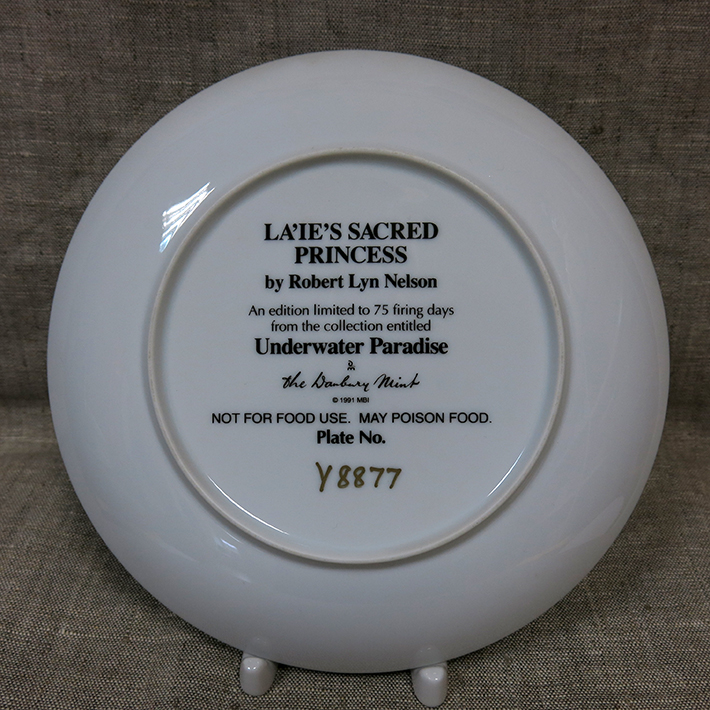 LA'IE'S SACRED
PRINCESS
by Robert Lyn Nelson
An edition limited to 75 firing days
from the collection entitled
Underwater Paradise
DM
the Danbury Mint
© 1991 MBI
NOT FOR FOOD USE. MAY POISON FOOD.
Plate No.
Y8877